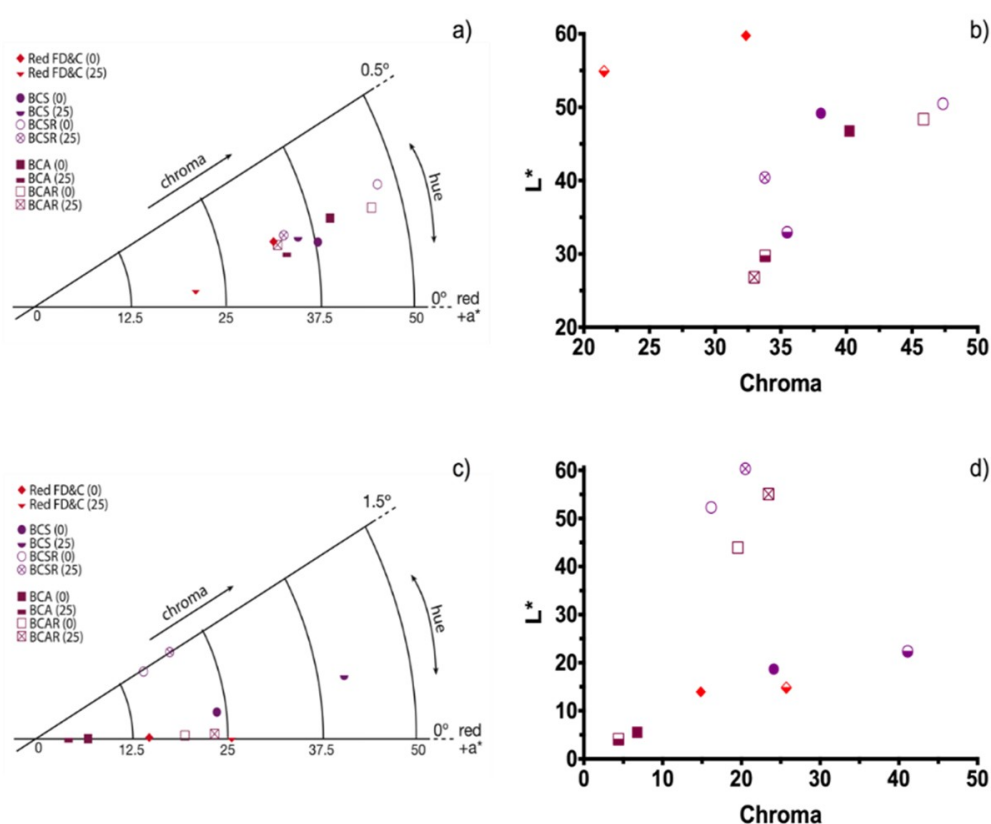 a)
Red FD&C (0)
Red FD&C (25)
BCS (0)
BCS (25)
BCSR (0)
BCSR (25)
BCA (0)
BCA (25)
BCAR (0)
BCAR (25)
chroma
0.5°
hue
0° red
+a*
0 12.5 25 37.5 50
b)
60
50
40
30
20
L*
20 25 30 35 40 45 50
Chroma
c)
Red FD&C (0)
Red FD&C (25)
BCS (0)
BCS (25)
BCSR (0)
BCSR (25)
BCA (0)
BCA (25)
BCAR (0)
BCAR (25)
chroma
1.5°
hue
0° red
+a*
0 12.5 25 37.5 50
d)
60
50
40
30
20
10
0
L*
0 10 20 30 40 50
Chroma